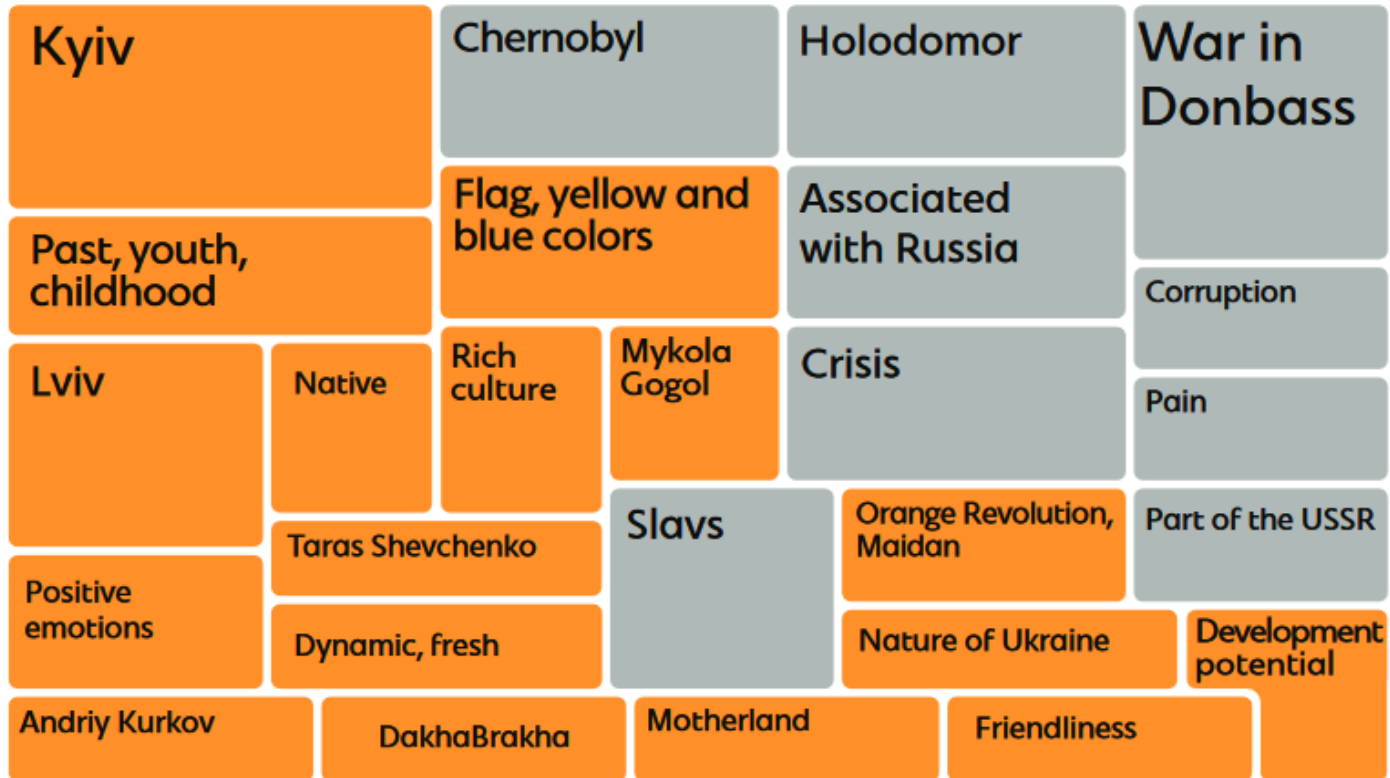 Kyiv
Chernobyl
Holodomor
War in
Donbass
Past, youth,
childhood
Flag, yellow and
blue colors
Associated
with Russia
Corruption
Lviv
Native
Rich
culture
Mykola
Gogol
Crisis
Pain
Taras Shevchenko
Slavs
Orange Revolution,
Maidan
Part of the USSR
Positive
emotions
Dynamic, fresh
Nature of Ukraine
Development
potential
Andriy Kurkov
DakhaBrakha
Motherland
Friendliness